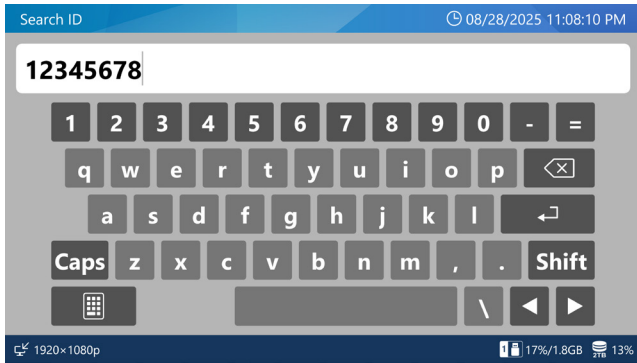 Search ID 08/28/2025 11:08:10 PM
12345678
1 2 3 4 5 6 7 8 9 0 - =
q w e r t y u i o p
a s d f g h j k l
Caps z x c v b n m , . Shift
\
1920×1080p 1 17%/1.8GB 2TB 13%